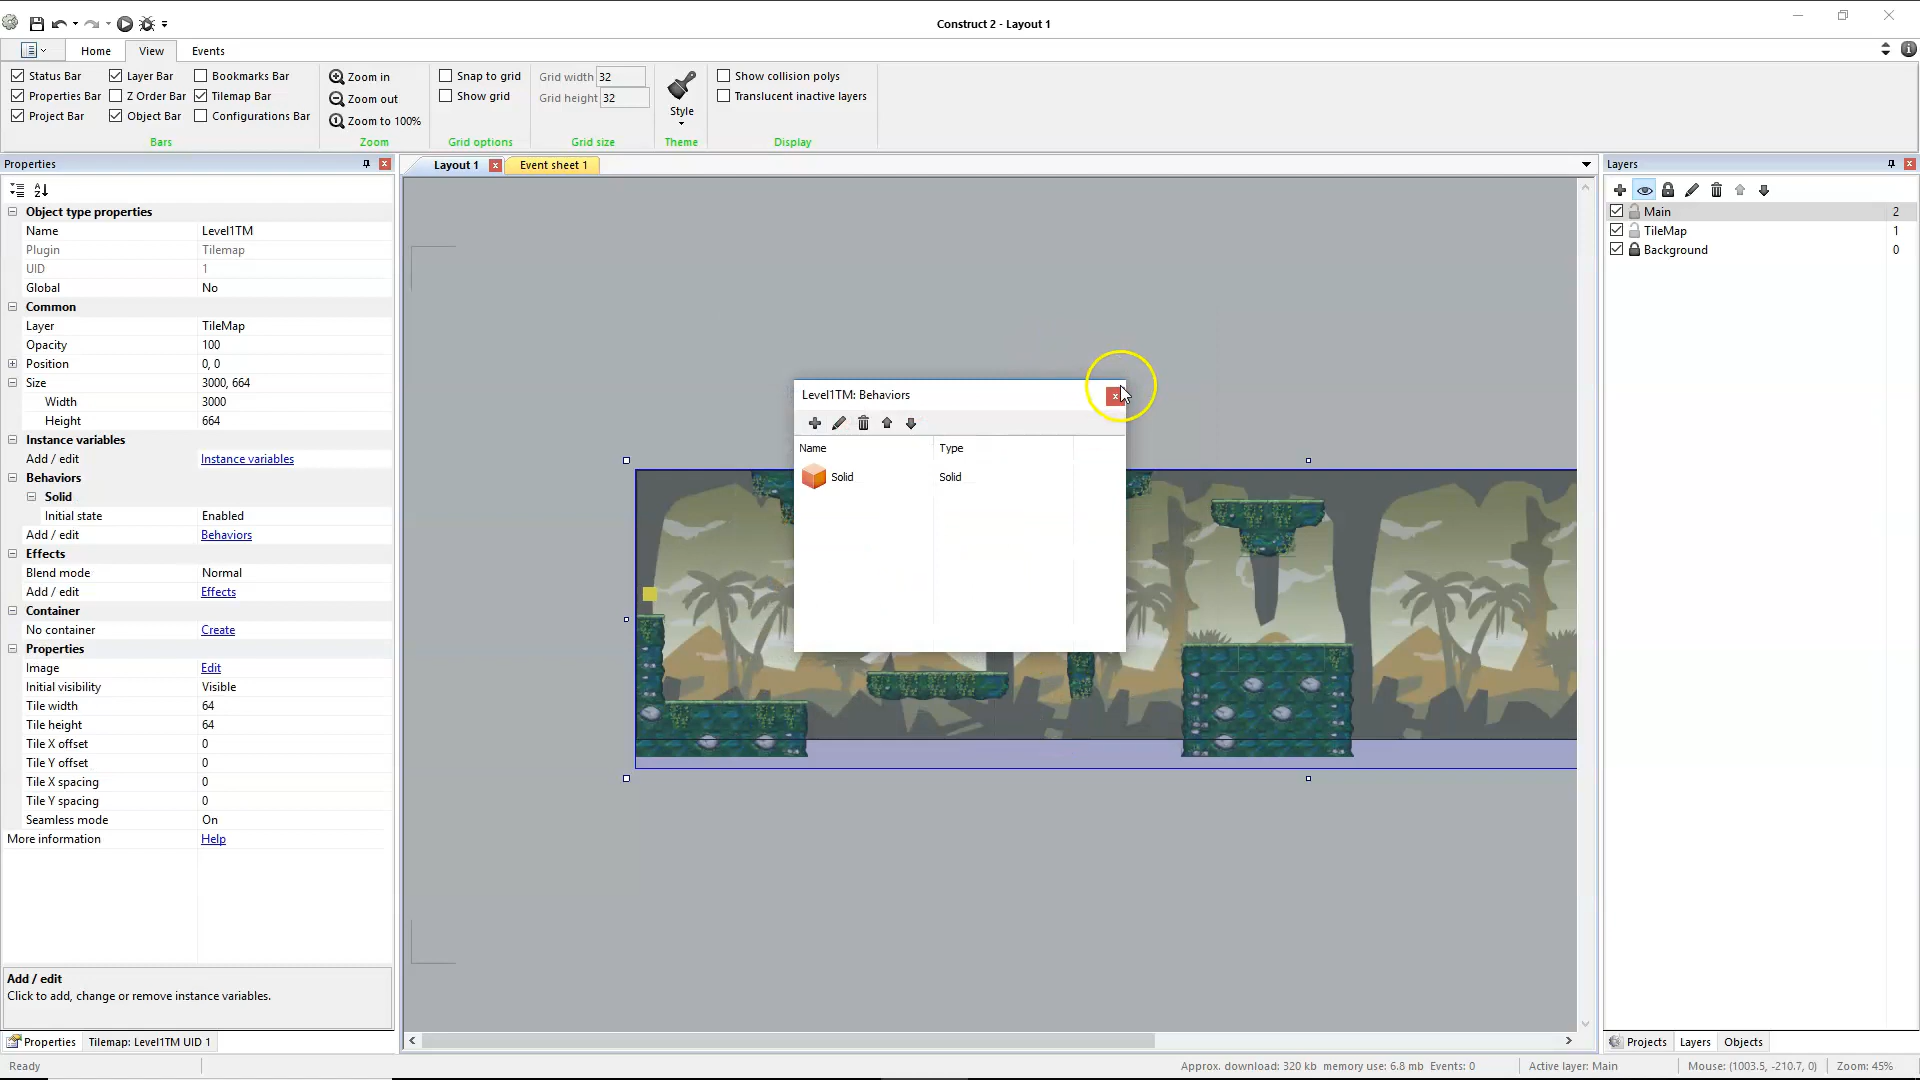 Construct 2 - Layout 1
Home View Events
Status Bar Layer Bar Bookmarks Bar
Properties Bar Z Order Bar Tilemap Bar
Project Bar Object Bar Configurations Bar
Bars
Zoom in
Zoom out
Zoom to 100%
Zoom
Snap to grid
Show grid
Grid options
Grid width 32
Grid height 32
Grid size
Style
Theme
Show collision polys
Translucent inactive layers
Display
Properties
Object type properties
Name Level1TM
Plugin Tilemap
UID 1
Global No
Common
Layer TileMap
Opacity 100
Position 0, 0
Size 3000, 664
Width 3000
Height 664
Instance variables
Add / edit Instance variables
Behaviors
Solid
Initial state Enabled
Add / edit Behaviors
Effects
Blend mode Normal
Add / edit Effects
Container
No container Create
Properties
Image Edit
Initial visibility Visible
Tile width 64
Tile height 64
Tile X offset 0
Tile Y offset 0
Tile X spacing 0
Tile Y spacing 0
Seamless mode On
More information Help
Add / edit
Click to add, change or remove instance variables.
Properties Tilemap: Level1TM UID 1
Layout 1 Event sheet 1
Level1TM: Behaviors
Name Type
Solid Solid
Layers
Main 2
TileMap 1
Background 0
Projects Layers Objects
Ready
Approx. download: 320 kb memory use: 6.8 mb Events: 0 Active layer: Main Mouse: (1003.5, -210.7, 0) Zoom: 45%